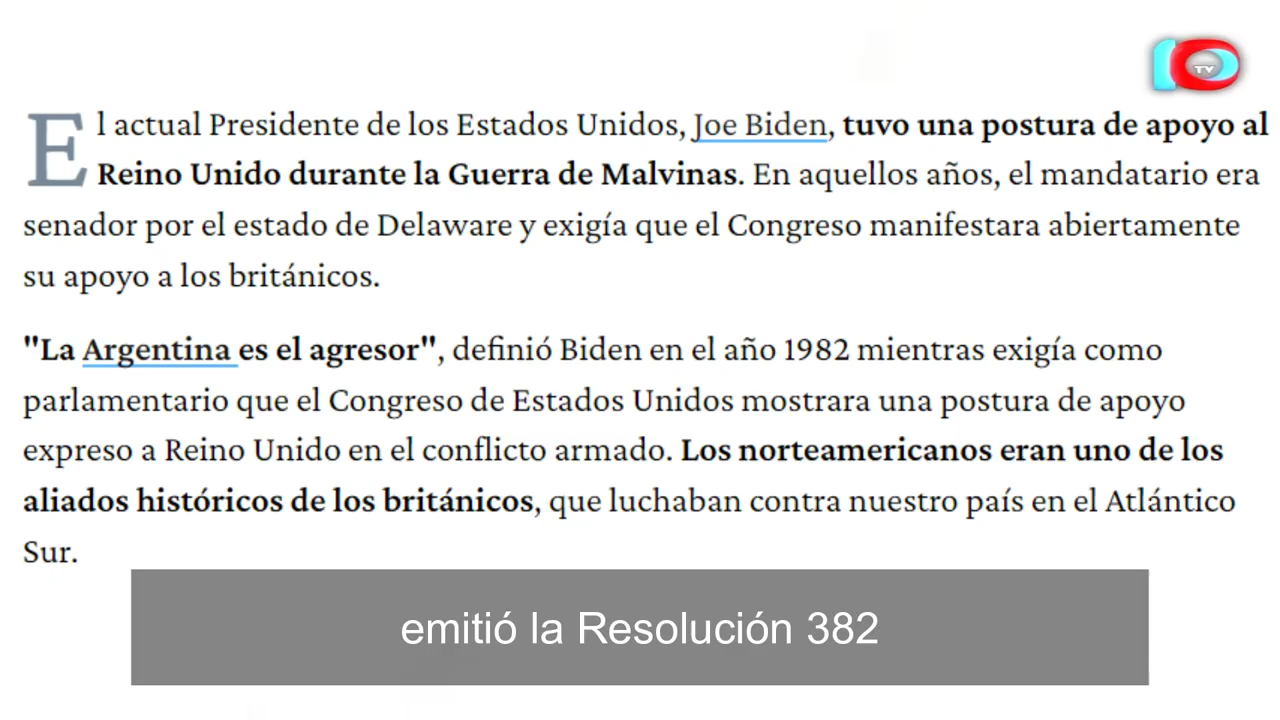 TV
El actual Presidente de los Estados Unidos, Joe Biden, tuvo una postura de apoyo al
Reino Unido durante la Guerra de Malvinas. En aquellos años, el mandatario era
senador por el estado de Delaware y exigía que el Congreso manifestara abiertamente
su apoyo a los británicos.
"La Argentina es el agresor", definió Biden en el año 1982 mientras exigía como
parlamentario que el Congreso de Estados Unidos mostrara una postura de apoyo
expreso a Reino Unido en el conflicto armado. Los norteamericanos eran uno de los
aliados históricos de los británicos, que luchaban contra nuestro país en el Atlántico
Sur.
emitió la Resolución 382